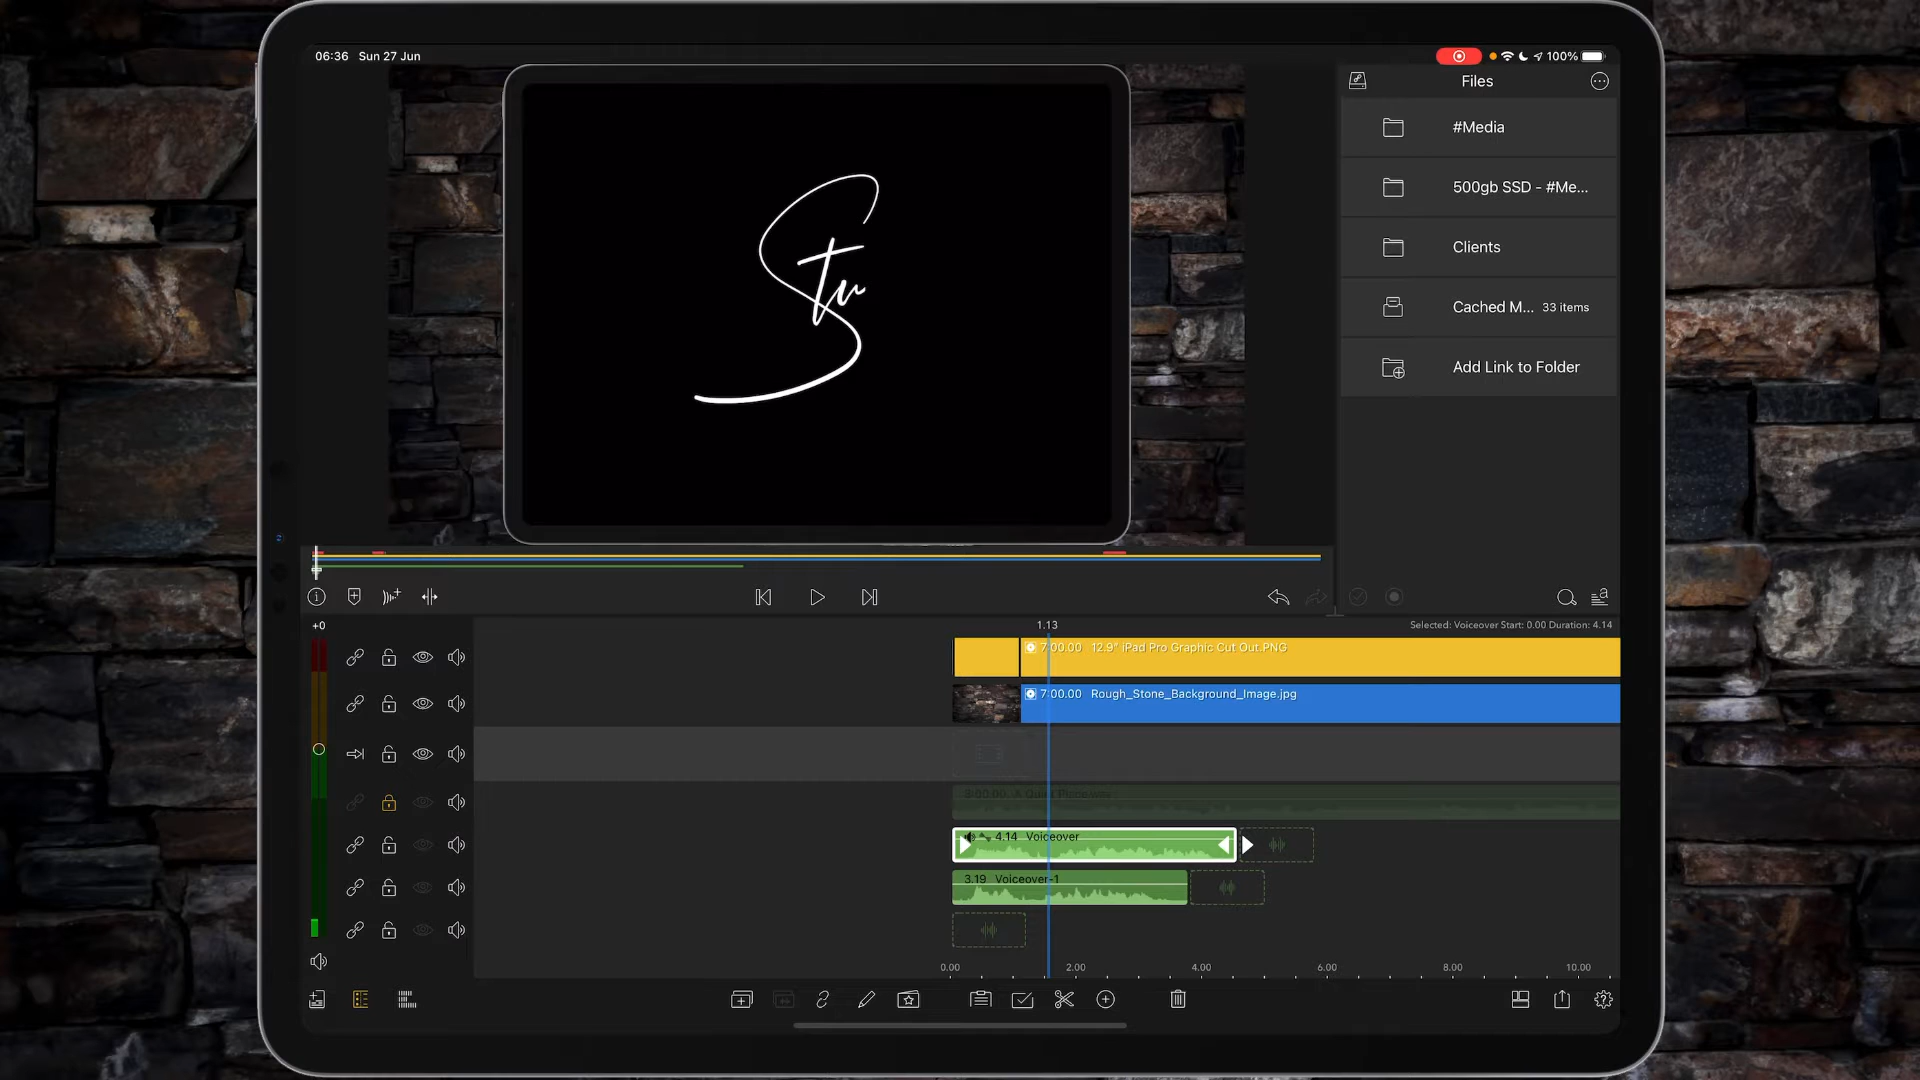 06:36 Sun 27 Jun
100%
Files
#Media
500gb SSD - #Me...
Clients
Cached M... 33 items
Add Link to Folder
Stu
+0
1.13
Selected: Voiceover Start: 0.00 Duration: 4.14
7:00.00 12.9" iPad Pro Graphic Cut Out.PNG
7:00.00 Rough_Stone_Background_Image.jpg
4.14 Voiceover
3.19 Voiceover-1
0.00 2.00 4.00 6.00 8.00 10.00